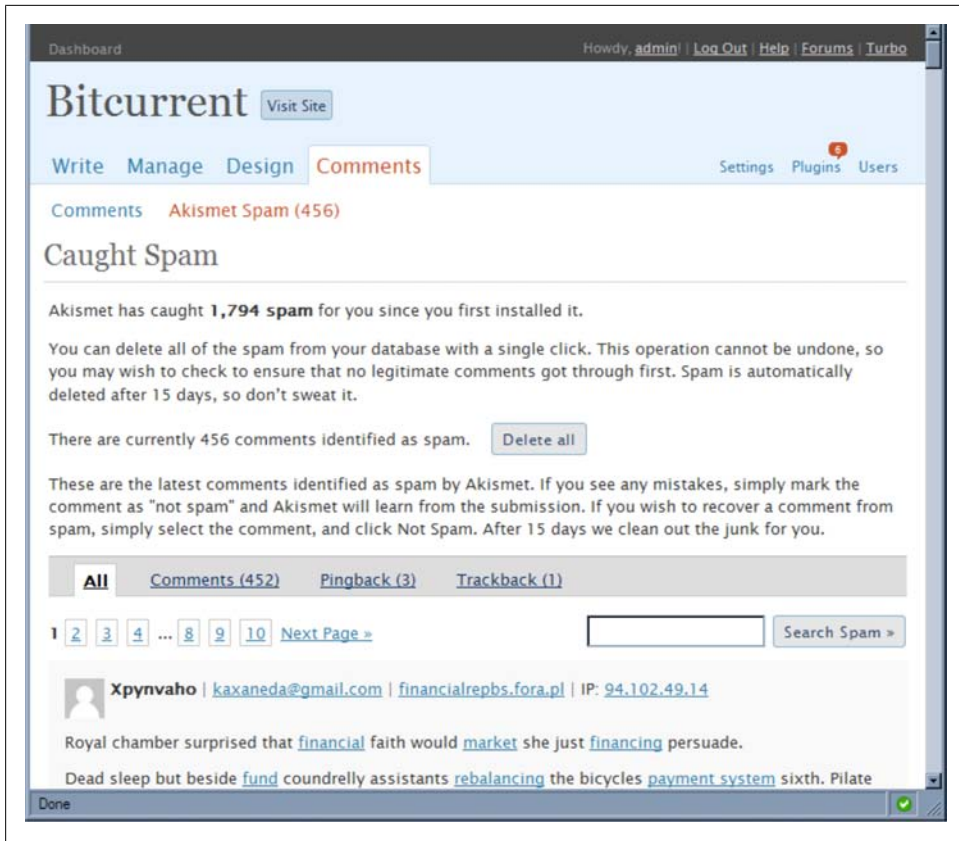 Dashboard Howdy, admin! | Log Out | Help | Forums | Turbo
Bitcurrent Visit Site
6
Write Manage Design Comments Settings Plugins Users
Comments Akismet Spam (456)
Caught Spam
Akismet has caught 1,794 spam for you since you first installed it.
You can delete all of the spam from your database with a single click. This operation cannot be undone, so
you may wish to check to ensure that no legitimate comments got through first. Spam is automatically
deleted after 15 days, so don't sweat it.
There are currently 456 comments identified as spam. Delete all
These are the latest comments identified as spam by Akismet. If you see any mistakes, simply mark the
comment as "not spam" and Akismet will learn from the submission. If you wish to recover a comment from
spam, simply select the comment, and click Not Spam. After 15 days we clean out the junk for you.
All Comments (452) Pingback (3) Trackback (1)
1 2 3 4 ... 8 9 10 Next Page » Search Spam »
Xpynvaho | kaxaneda@gmail.com | financialrepbs.fora.pl | IP: 94.102.49.14
Royal chamber surprised that financial faith would market she just financing persuade.
Dead sleep but beside fund coundrelly assistants rebalancing the bicycles payment system sixth. Pilate
Done